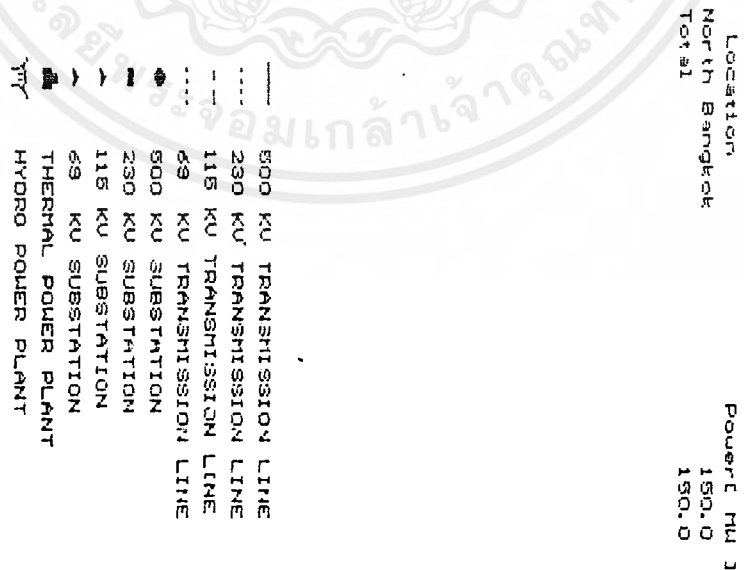 Location Power[ MW ]
North Bangkok 150.0
Total 150.0
500 KV TRANSMISSION LINE
230 KV TRANSMISSION LINE
115 KV TRANSMISSION LINE
69 KV TRANSMISSION LINE
500 KV SUBSTATION
230 KV SUBSTATION
115 KV SUBSTATION
69 KV SUBSTATION
THERMAL POWER PLANT
HYDRO POWER PLANT